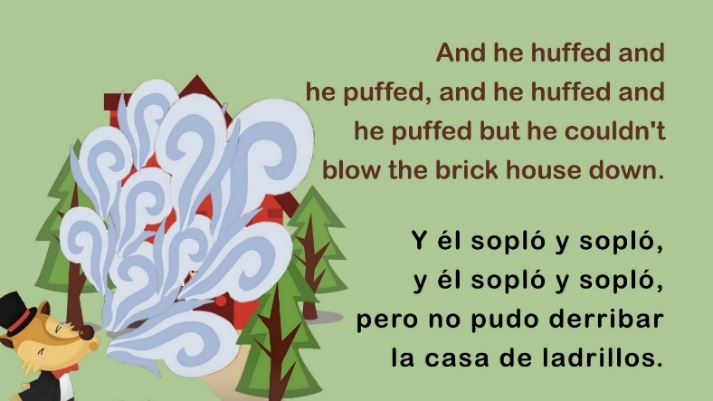 And he huffed and
he puffed, and he huffed and
he puffed but he couldn't
blow the brick house down.
Y él sopló y sopló,
y él sopló y sopló,
pero no pudo derribar
la casa de ladrillos.